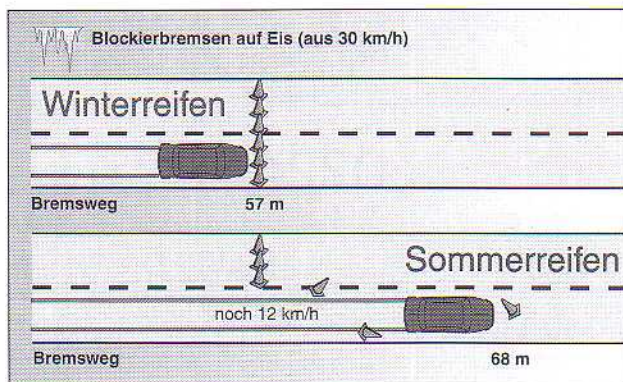 Blockierbremsen auf Eis (aus 30 km/h)
Winterreifen
Bremsweg 57 m
Sommerreifen
noch 12 km/h
Bremsweg 68 m